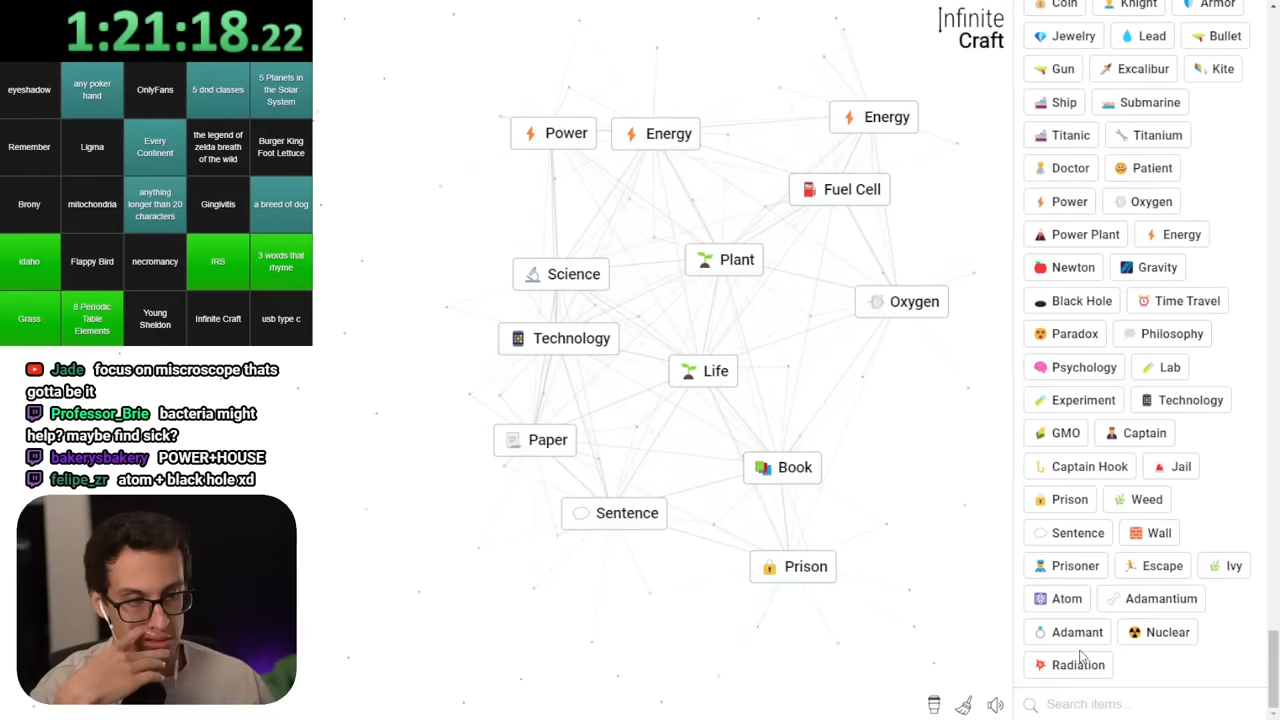 1:21:18.22
eyeshadow
any poker
hand
OnlyFans
5 dnd classes
5 Planets in
the Solar
System
Remember
Ligma
Every
Continent
the legend of
zelda breath
of the wild
Burger King
Foot Lettuce
Brony
mitochondria
anything
longer than 20
characters
Gingivitis
a breed of dog
idaho
Flappy Bird
necromancy
IRS
3 words that
rhyme
Grass
8 Periodic
Table
Elements
Young
Sheldon
Infinite Craft
usb type c
Jade focus on miscroscope thats
gotta be it
Professor_Brie bacteria might
help? maybe find sick?
bakerysbakery POWER+HOUSE
felipe_zr atom + black hole xd
Infinite
Craft
Power
Energy
Energy
Fuel Cell
Plant
Science
Oxygen
Technology
Life
Paper
Book
Sentence
Prison
Coin Knight Armor
Jewelry Lead Bullet
Gun Excalibur Kite
Ship Submarine
Titanic Titanium
Doctor Patient
Power Oxygen
Power Plant Energy
Newton Gravity
Black Hole Time Travel
Paradox Philosophy
Psychology Lab
Experiment Technology
GMO Captain
Captain Hook Jail
Prison Weed
Sentence Wall
Prisoner Escape Ivy
Atom Adamantium
Adamant Nuclear
Radiation
Search items...